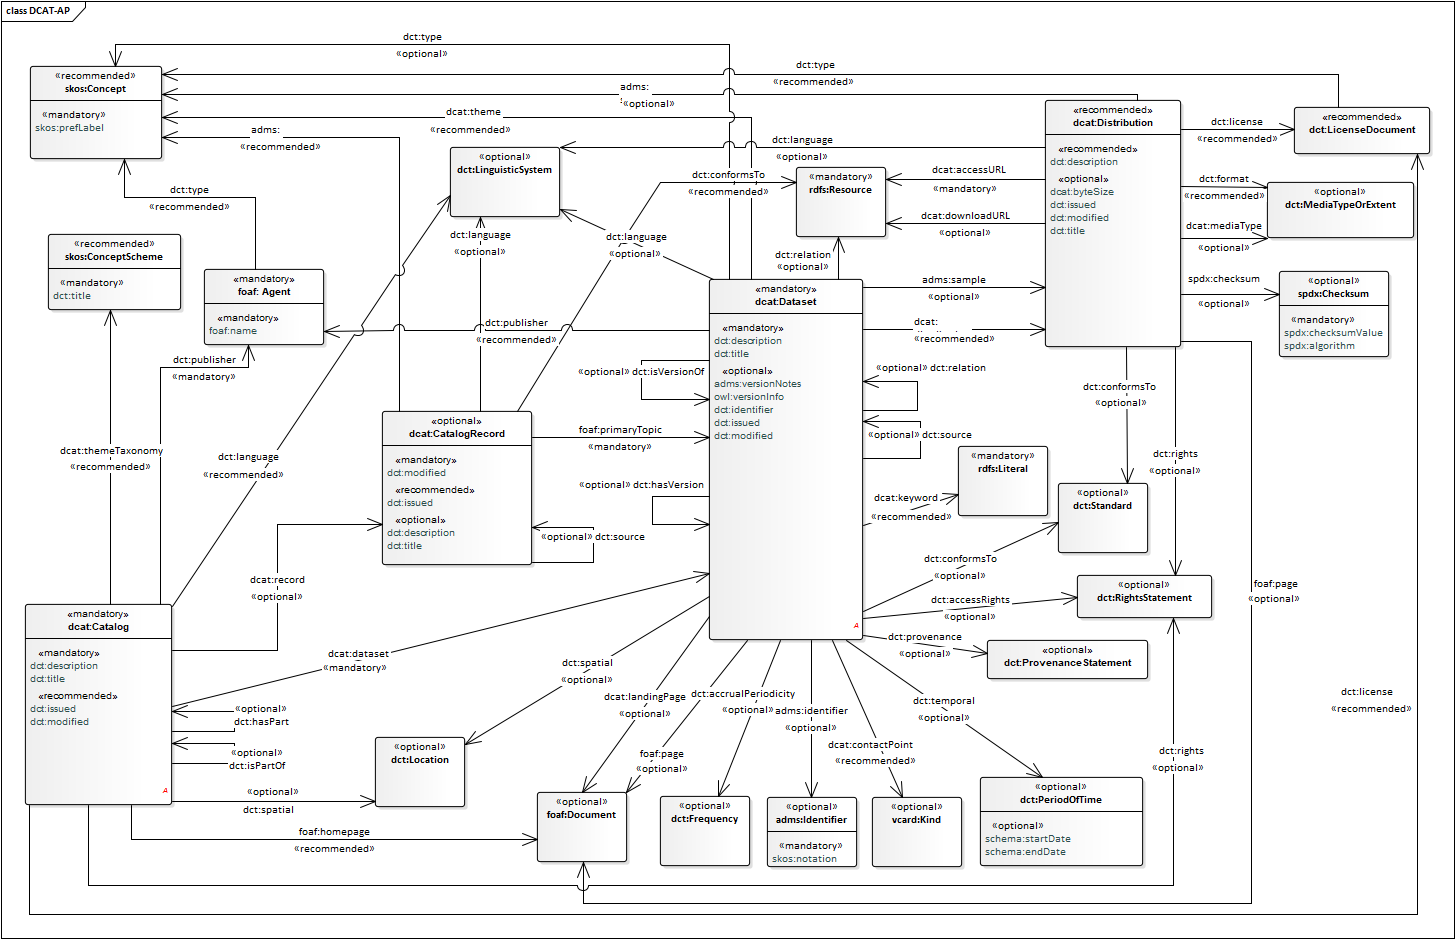 class DCAT-AP
dct:type
«optional»
dct:type
«recommended»
adms:
«optional»
dcat:theme
«recommended»
adms:
«recommended»
«recommended»
skos:Concept
«mandatory»
skos:prefLabel
dct:type
«recommended»
«recommended»
skos:ConceptScheme
«mandatory»
dct:title
«mandatory»
foaf: Agent
«mandatory»
foaf:name
«optional»
dct:LinguisticSystem
dct:language
«optional»
dct:conformsTo
«recommended»
«mandatory»
rdfs:Resource
dcat:accessURL
«mandatory»
dcat:downloadURL
«optional»
«recommended»
dcat:Distribution
«recommended»
dct:description
«optional»
dcat:byteSize
dct:issued
dct:modified
dct:title
dct:license
«recommended»
«recommended»
dct:LicenseDocument
dct:format
«recommended»
«optional»
dct:MediaTypeOrExtent
dcat:mediaType
«optional»
spdx:checksum
«optional»
«optional»
spdx:Checksum
«mandatory»
spdx:checksumValue
spdx:algorithm
dct:language
«optional»
dct:language
«optional»
dct:relation
«optional»
dct:publisher
«recommended»
dct:publisher
«mandatory»
«mandatory»
dcat:Dataset
«mandatory»
dct:description
dct:title
«optional»
adms:versionNotes
owl:versionInfo
dct:identifier
dct:issued
dct:modified
A
adms:sample
«optional»
dcat:
«recommended»
«optional» dct:isVersionOf
«optional» dct:relation
«optional» dct:source
dct:conformsTo
«optional»
dct:rights
«optional»
«optional»
dcat:CatalogRecord
«mandatory»
dct:modified
«recommended»
dct:issued
«optional»
dct:description
dct:title
foaf:primaryTopic
«mandatory»
«optional» dct:hasVersion
«optional» dct:source
dcat:themeTaxonomy
«recommended»
dct:language
«recommended»
dcat:keyword
«recommended»
«mandatory»
rdfs:Literal
«optional»
dct:Standard
dct:conformsTo
«optional»
dct:accessRights
«optional»
«optional»
dct:RightsStatement
foaf:page
«optional»
dct:provenance
«optional»
«optional»
dct:ProvenanceStatement
dcat:record
«optional»
«mandatory»
dcat:Catalog
«mandatory»
dct:description
dct:title
«recommended»
dct:issued
dct:modified
A
dcat:dataset
«mandatory»
«optional»
dct:hasPart
«optional»
dct:isPartOf
«optional»
dct:spatial
foaf:homepage
«recommended»
dct:spatial
«optional»
«optional»
dct:Location
dcat:landingPage
«optional»
dct:accrualPeriodicity
«optional»
adms:identifier
«optional»
foaf:page
«optional»
dcat:contactPoint
«recommended»
dct:temporal
«optional»
dct:license
«recommended»
dct:rights
«optional»
«optional»
foaf:Document
«optional»
dct:Frequency
«optional»
adms:Identifier
«mandatory»
skos:notation
«optional»
vcard:Kind
«optional»
dct:PeriodOfTime
«optional»
schema:startDate
schema:endDate